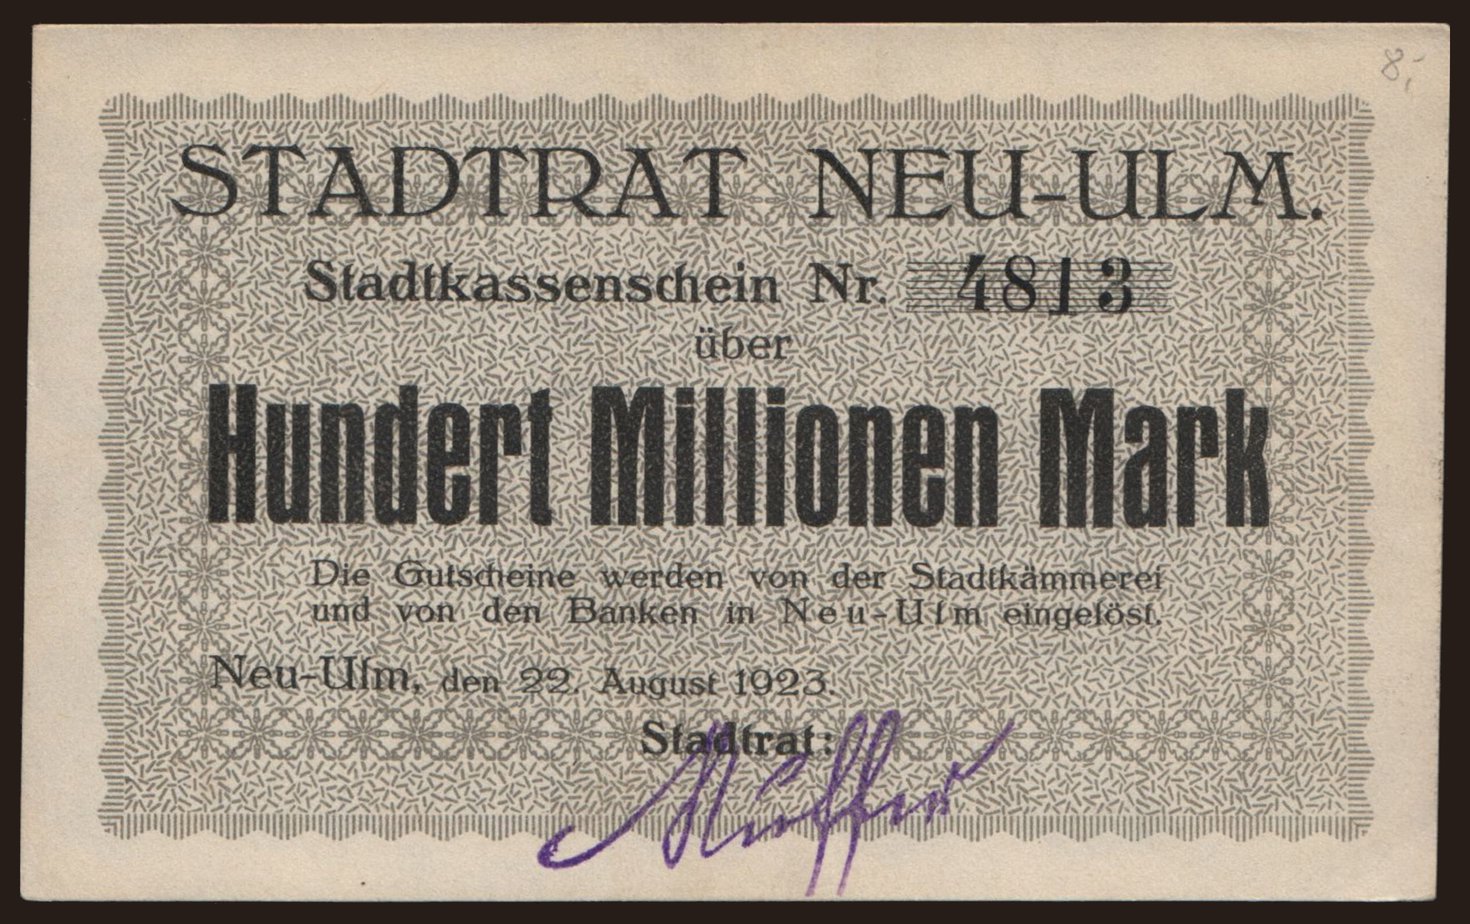 8,-
STADTRAT NEU-ULM.
Stadtkassenschein Nr. 4813
über
Hundert Millionen Mark
Die Gutscheine werden von der Stadtkämmerei
und von den Banken in Neu-Ulm eingelöst.
Neu-Ulm, den 22. August 1923.
Stadtrat: